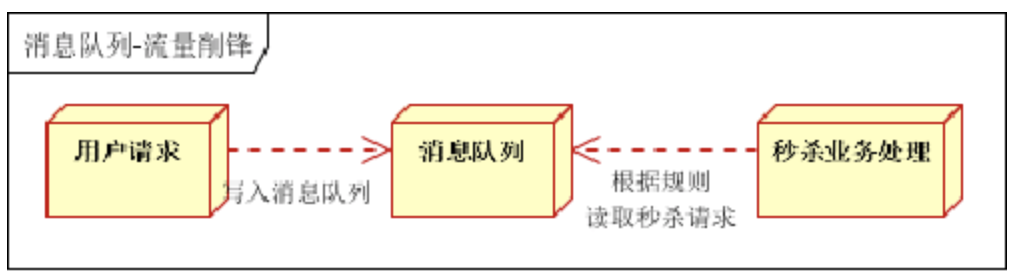 消息队列-流量削锋
用户请求
消息队列
秒杀业务处理
写入消息队列
根据规则
读取秒杀请求